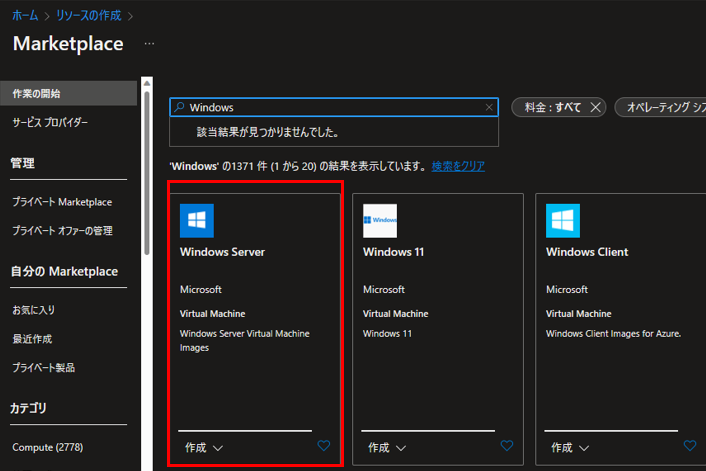 ホーム > リソースの作成 >
Marketplace ...
作業の開始
サービス プロバイダー
管理
プライベート Marketplace
プライベート オファーの管理
自分の Marketplace
お気に入り
最近作成
プライベート製品
カテゴリ
Compute (2778)
Windows
料金 : すべて
オペレーティング シス
該当結果が見つかりませんでした。
'Windows' の1371 件 (1 から 20) の結果を表示しています。 検索をクリア
Windows Server
Microsoft
Virtual Machine
Windows Server Virtual Machine
Images
作成
Windows
Windows 11
Microsoft
Virtual Machine
Windows 11
作成
Windows Client
Microsoft
Virtual Machine
Windows Client Images for Azure.
作成